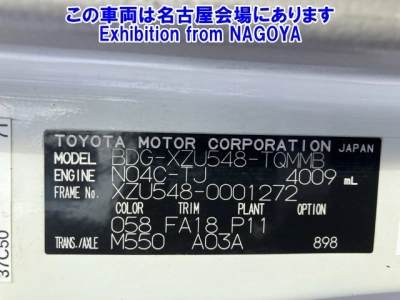 この車両は名古屋会場にあります
Exhibition from NAGOYA
TOYOTA MOTOR CORPORATION JAPAN
MODEL BDG-XZU548-TQMMB
ENGINE N04C-TJ 4009 mL
FRAME No. XZU548-0001272
COLOR TRIM PLANT OPTION
058 FA18 P11
TRANS./AXLE M550 A03A 898
37C50